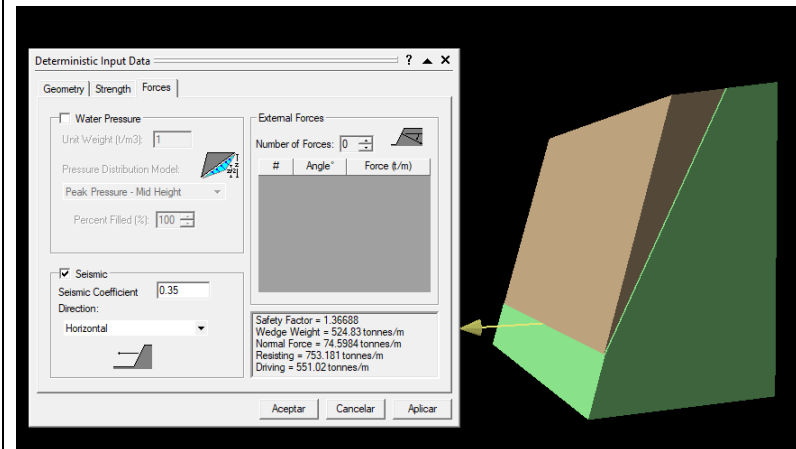 Deterministic Input Data
Geometry Strength Forces
Water Pressure
Unit Weight (t/m3): 1
Pressure Distribution Model:
Peak Pressure - Mid Height
Percent Filled (%): 100
Seismic
Seismic Coefficient 0.35
Direction:
Horizontal
External Forces
Number of Forces: 0
# Angle° Force (t/m)
Safety Factor = 1.36688
Wedge Weight = 524.83 tonnes/m
Normal Force = 74.5984 tonnes/m
Resisting = 753.181 tonnes/m
Driving = 551.02 tonnes/m
Aceptar Cancelar Aplicar